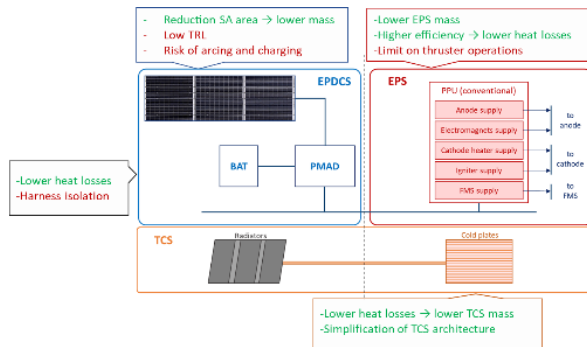 - Reduction SA area → lower mass
- Low TRL
- Risk of arcing and charging
-Lower EPS mass
-Higher efficiency → lower heat losses
-Limit on thruster operations
EPDCS
EPS
PPU (conventional)
Anode supply
Electromagnets supply
to
anode
BAT
PMAD
Cathode heater supply
Igniter supply
to
cathode
FMS supply
to
FMS
-Lower heat losses
-Harness isolation
TCS
Radiators
Cold plates
-Lower heat losses → lower TCS mass
-Simplification of TCS architecture